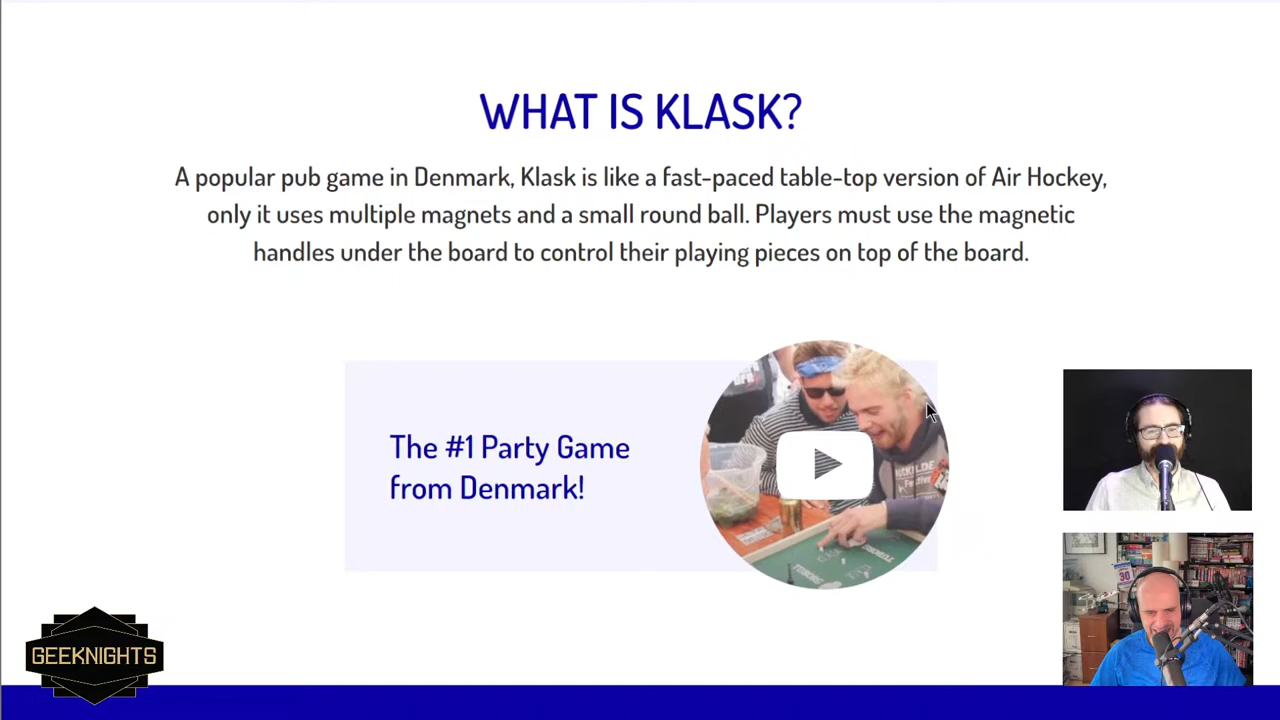 WHAT IS KLASK?
A popular pub game in Denmark, Klask is like a fast-paced table-top version of Air Hockey,
only it uses multiple magnets and a small round ball. Players must use the magnetic
handles under the board to control their playing pieces on top of the board.
The #1 Party Game
from Denmark!
30
GEEKNIGHTS